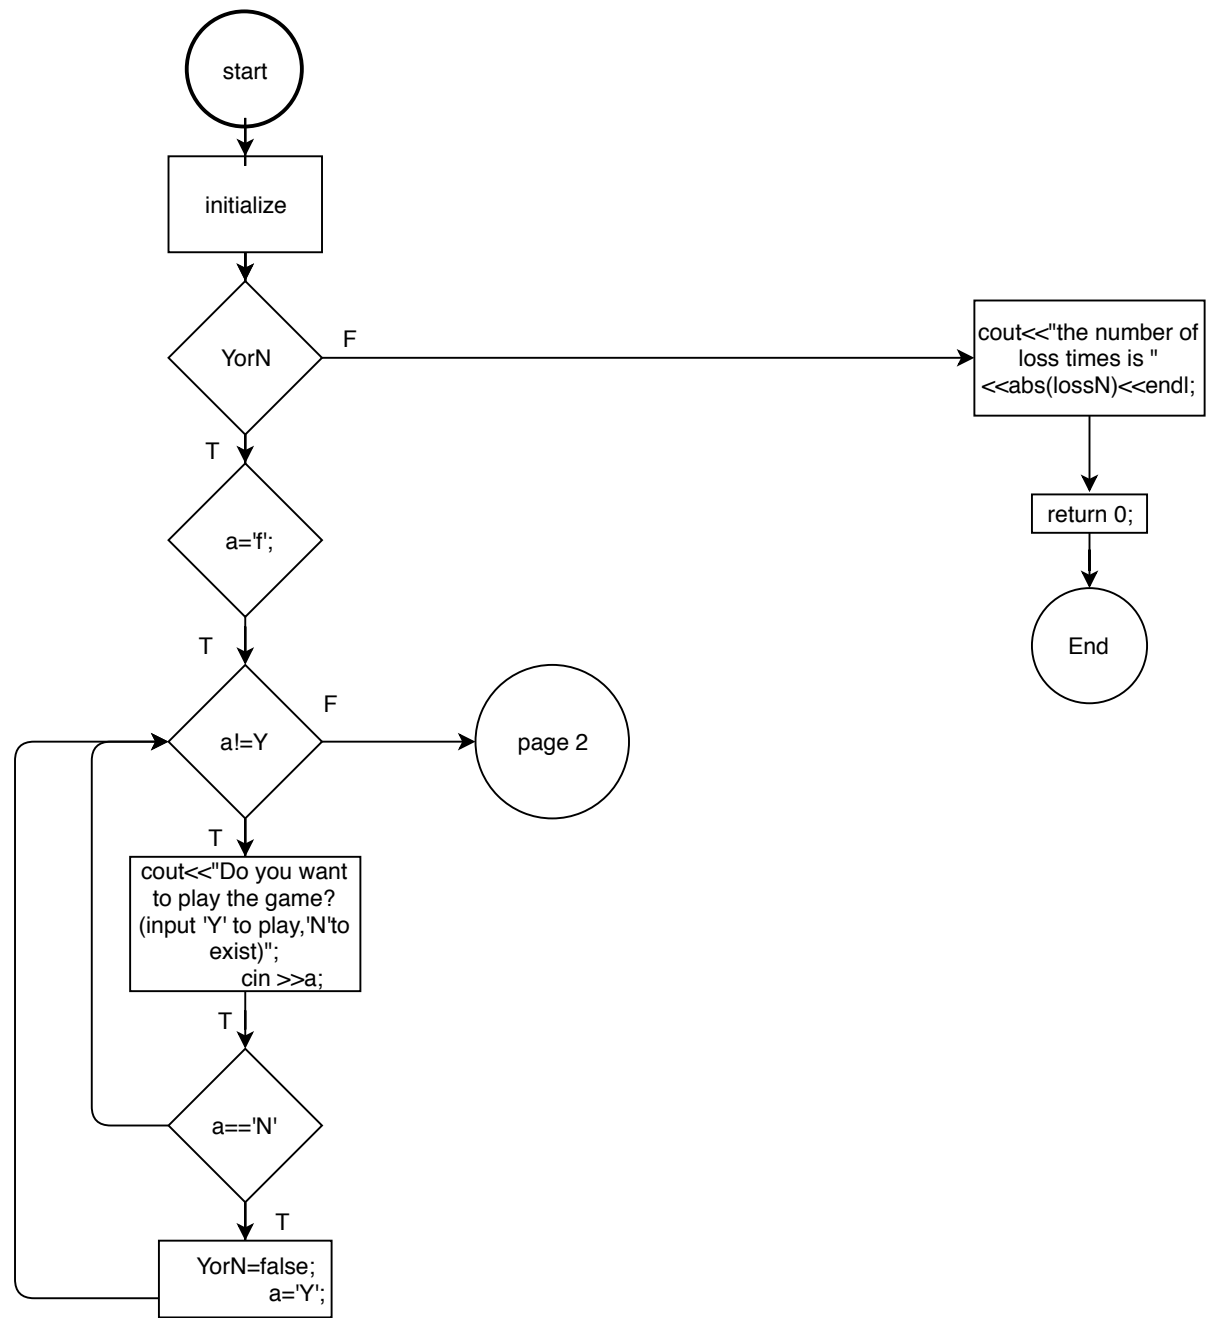 start
initialize
YorN
F
cout<<"the number of
loss times is "
<<abs(lossN)<<endl;
T
return 0;
a='f';
End
T
F
a!=Y
page 2
T
cout<<"Do you want
to play the game?
(input 'Y' to play,'N'to
exist)";
cin >>a;
T
a=='N'
T
YorN=false;
a='Y';